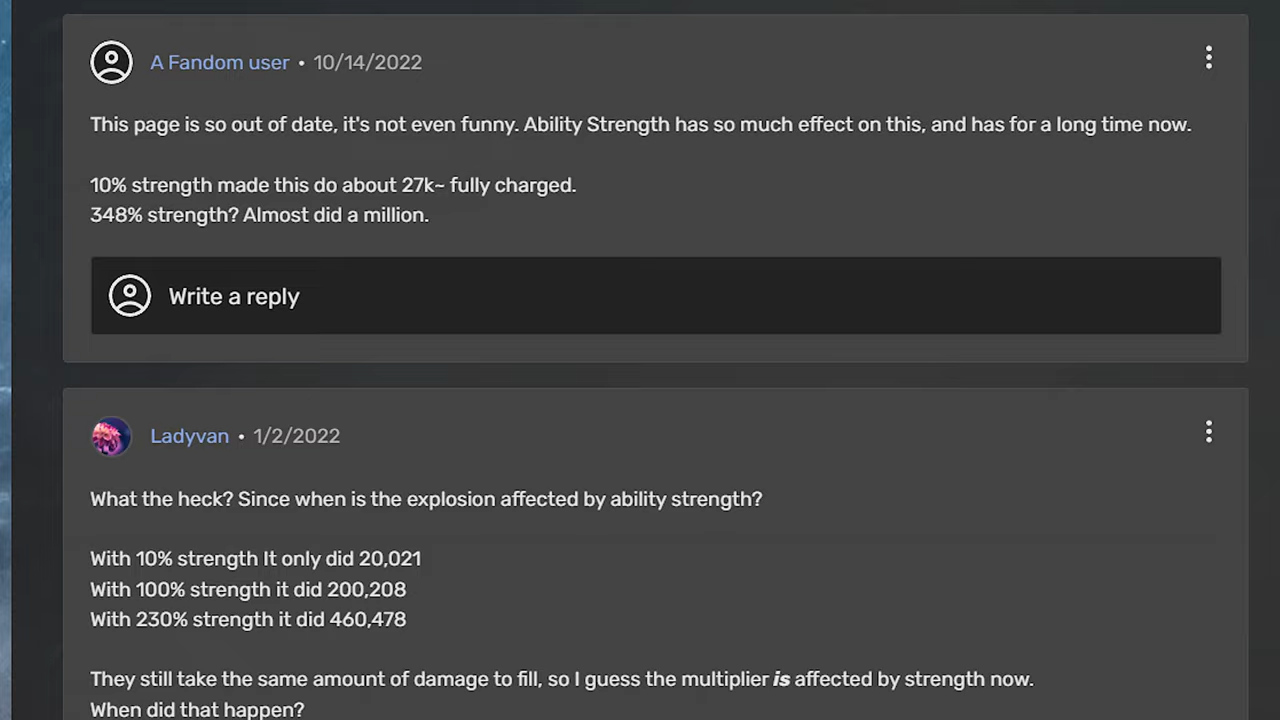 A Fandom user • 10/14/2022
This page is so out of date, it's not even funny. Ability Strength has so much effect on this, and has for a long time now.
10% strength made this do about 27k~ fully charged.
348% strength? Almost did a million.
Write a reply
Ladyvan • 1/2/2022
What the heck? Since when is the explosion affected by ability strength?
With 10% strength It only did 20,021
With 100% strength it did 200,208
With 230% strength it did 460,478
They still take the same amount of damage to fill, so I guess the multiplier is affected by strength now.
When did that happen?